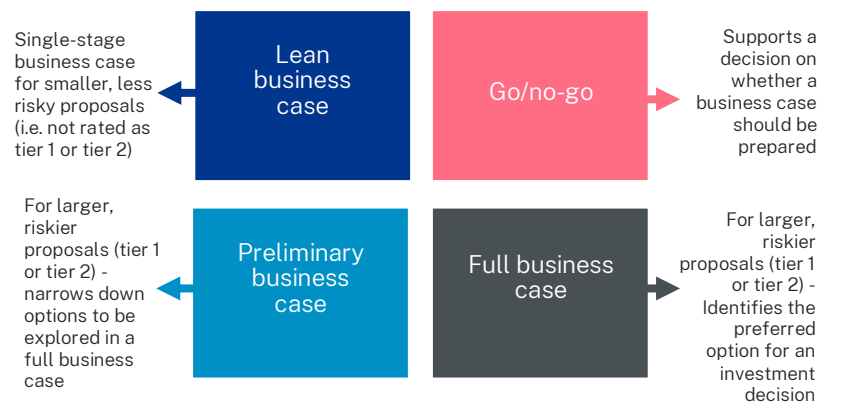 Single-stage
business case
for smaller, less
risky proposals
(i.e. not rated as
tier 1 or tier 2)
Lean
business
case
Go/no-go
Supports a
decision on
whether a
business case
should be
prepared
For larger,
riskier
proposals (tier 1
or tier 2) -
narrows down
options to be
explored in a
full business
case
Preliminary
business
case
Full business
case
For larger,
riskier
proposals (tier 1
or tier 2) -
Identifies the
preferred
option for an
investment
decision